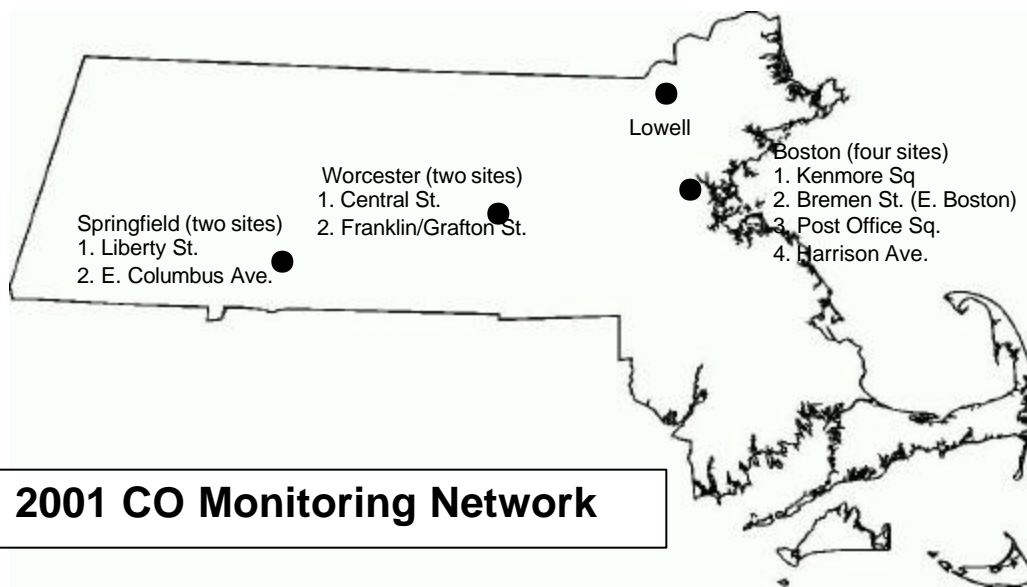 Lowell
Boston (four sites)
1. Kenmore Sq
2. Bremen St. (E. Boston)
3. Post Office Sq.
4. Harrison Ave.
Worcester (two sites)
1. Central St.
2. Franklin/Grafton St.
Springfield (two sites)
1. Liberty St.
2. E. Columbus Ave.
2001 CO Monitoring Network